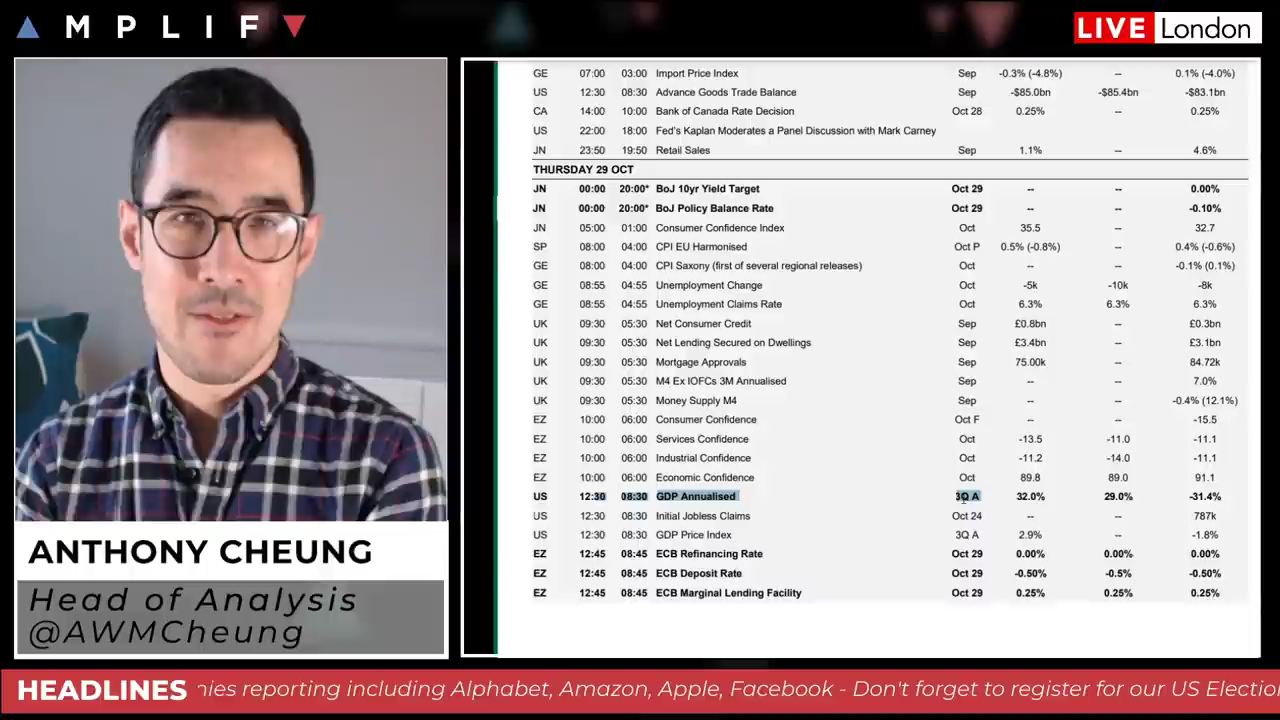 AMPLIFY
LIVE London
GE 07:00 03:00 Import Price Index Sep -0.3% (-4.8%) -- 0.1% (-4.0%)
US 12:30 08:30 Advance Goods Trade Balance Sep -$85.0bn -$85.4bn -$83.1bn
CA 14:00 10:00 Bank of Canada Rate Decision Oct 28 0.25% -- 0.25%
US 22:00 18:00 Fed's Kaplan Moderates a Panel Discussion with Mark Carney
JN 23:50 19:50 Retail Sales Sep 1.1% -- 4.6%
THURSDAY 29 OCT
JN 00:00 20:00* BoJ 10yr Yield Target Oct 29 -- -- 0.00%
JN 00:00 20:00* BoJ Policy Balance Rate Oct 29 -- -- -0.10%
JN 05:00 01:00 Consumer Confidence Index Oct 35.5 -- 32.7
SP 08:00 04:00 CPI EU Harmonised Oct P 0.5% (-0.8%) -- 0.4% (-0.6%)
GE 08:00 04:00 CPI Saxony (first of several regional releases) Oct -0.1% (0.1%)
GE 08:55 04:55 Unemployment Change Oct -5k -10k -8k
GE 08:55 04:55 Unemployment Claims Rate Oct 6.3% 6.3% 6.3%
UK 09:30 05:30 Net Consumer Credit Sep £0.8bn -- £0.3bn
UK 09:30 05:30 Net Lending Secured on Dwellings Sep £3.4bn -- £3.1bn
UK 09:30 05:30 Mortgage Approvals Sep 75.00k -- 84.72k
UK 09:30 05:30 M4 Ex IOFCs 3M Annualised Sep -- -- 7.0%
UK 09:30 05:30 Money Supply M4 Sep -- -- -0.4% (12.1%)
EZ 10:00 06:00 Consumer Confidence Oct F -- -15.5
EZ 10:00 06:00 Services Confidence Oct -13.5 -11.0 -11.1
EZ 10:00 06:00 Industrial Confidence Oct -11.2 -14.0 -11.1
EZ 10:00 06:00 Economic Confidence Oct 89.8 89.0 91.1
US 12:30 08:30 GDP Annualised 3Q A 32.0% 29.0% -31.4%
US 12:30 08:30 Initial Jobless Claims Oct 24 -- -- 787k
US 12:30 08:30 GDP Price Index 3Q A 2.9% -- -1.8%
EZ 12:45 08:45 ECB Refinancing Rate Oct 29 0.00% 0.00% 0.00%
EZ 12:45 08:45 ECB Deposit Rate Oct 29 -0.50% -0.5% -0.50%
EZ 12:45 08:45 ECB Marginal Lending Facility Oct 29 0.25% 0.25% 0.25%
ANTHONY CHEUNG
Head of Analysis
@AWMCheung
HEADLINES nies reporting including Alphabet, Amazon, Apple, Facebook - Don't forget to register for our US Electio